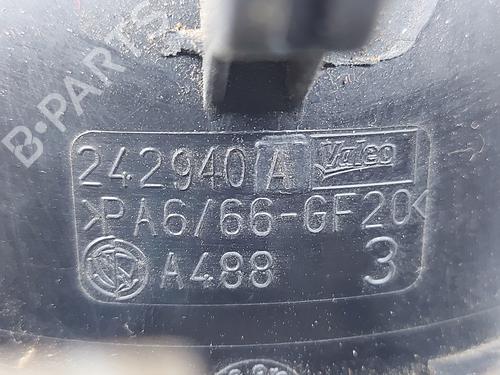 B-PARTS
242940 A Valeo
>PA6/66-GF20<
A488 3